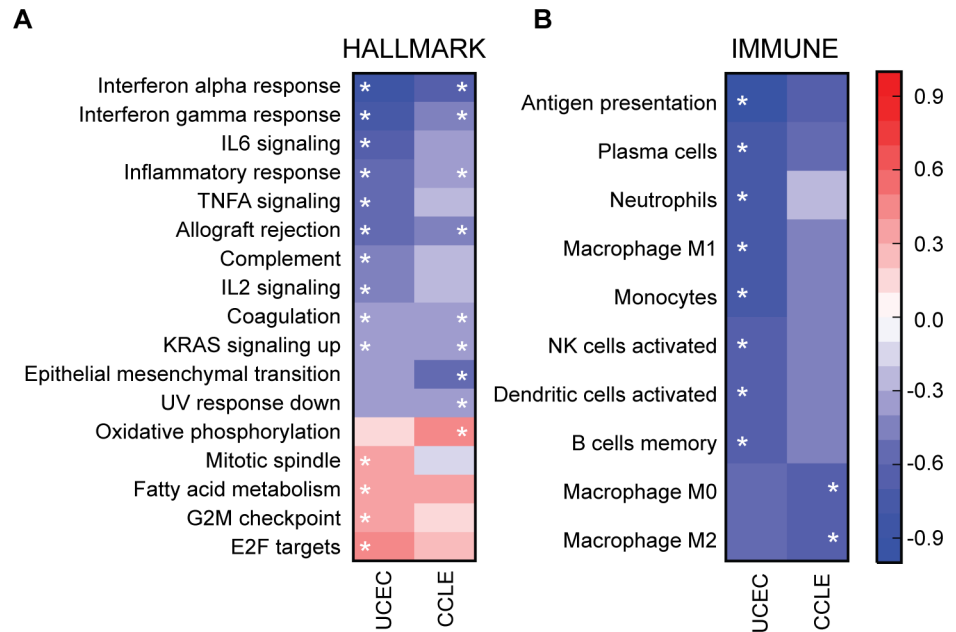 A
HALLMARK
Interferon alpha response * *
Interferon gamma response * *
IL6 signaling *
Inflammatory response * *
TNFA signaling *
Allograft rejection * *
Complement *
IL2 signaling *
Coagulation * *
KRAS signaling up * *
Epithelial mesenchymal transition *
UV response down *
Oxidative phosphorylation *
Mitotic spindle *
Fatty acid metabolism *
G2M checkpoint *
E2F targets *
UCEC
CCLE
B
IMMUNE
Antigen presentation *
Plasma cells *
Neutrophils *
Macrophage M1 *
Monocytes *
NK cells activated *
Dendritic cells activated *
B cells memory *
Macrophage M0 *
Macrophage M2 *
UCEC
CCLE
0.9
0.6
0.3
0.0
-0.3
-0.6
-0.9